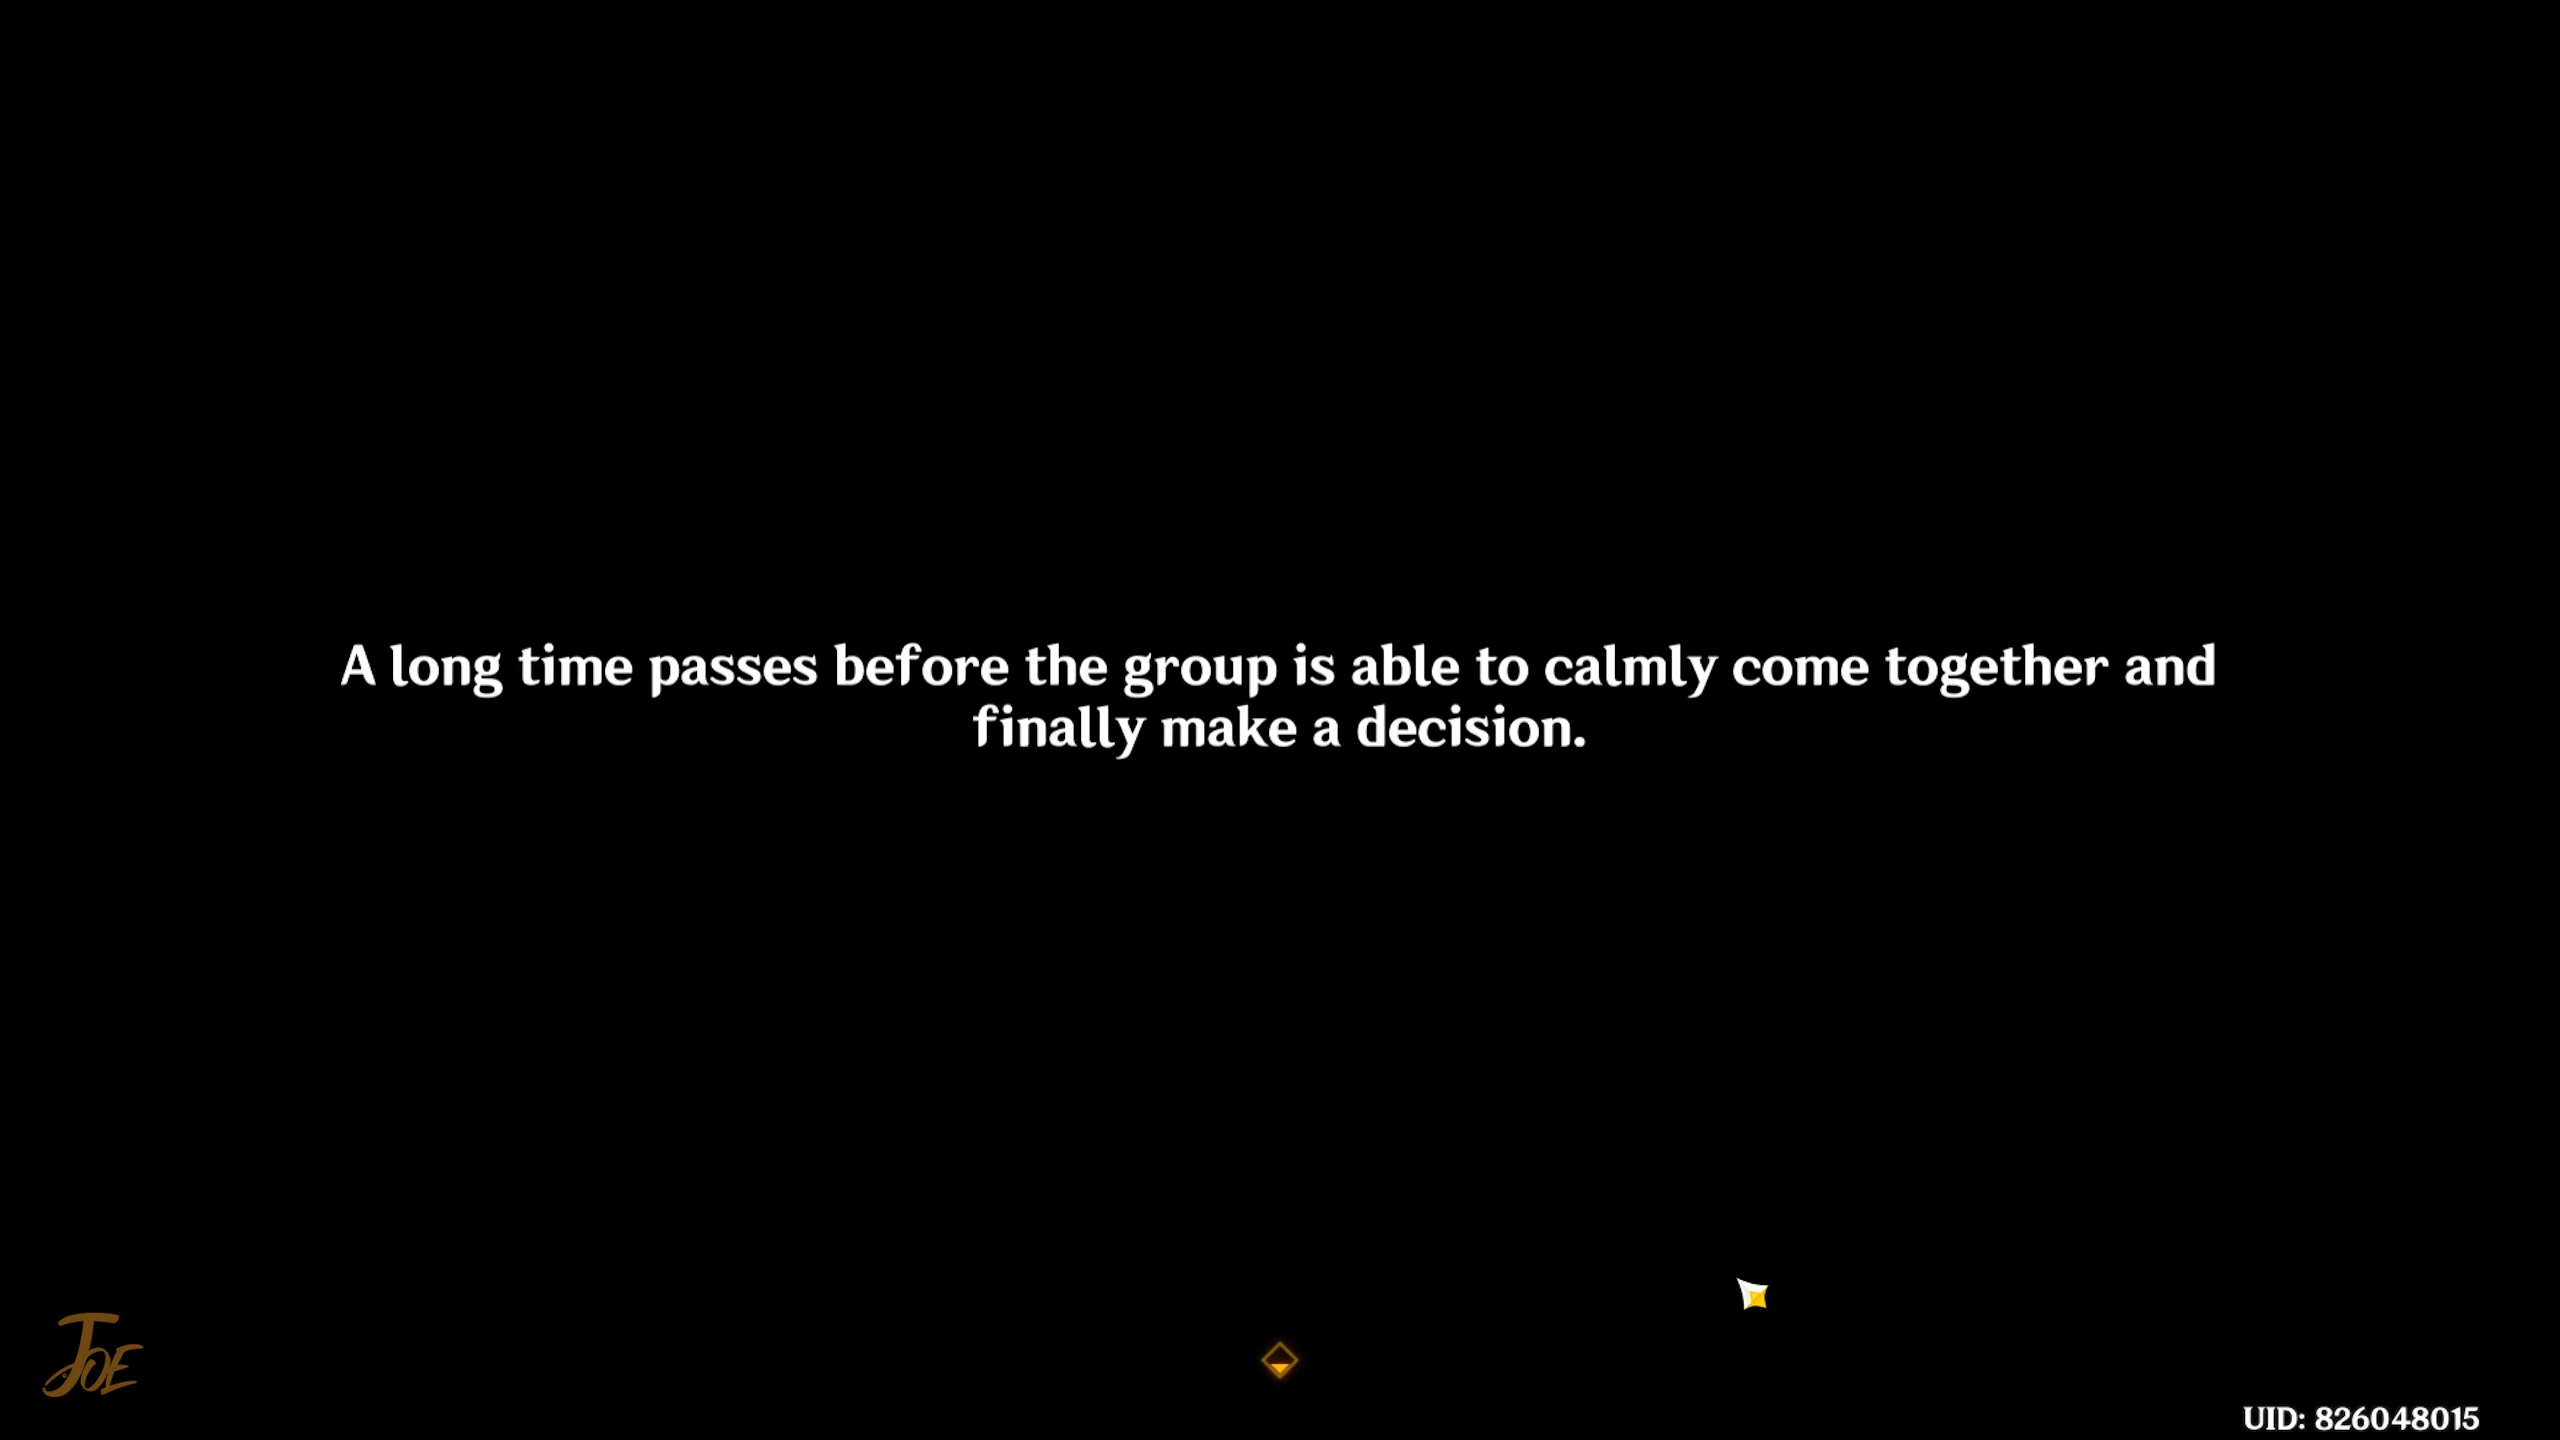 A long time passes before the group is able to calmly come together and
finally make a decision.
JOE
UID: 826048015